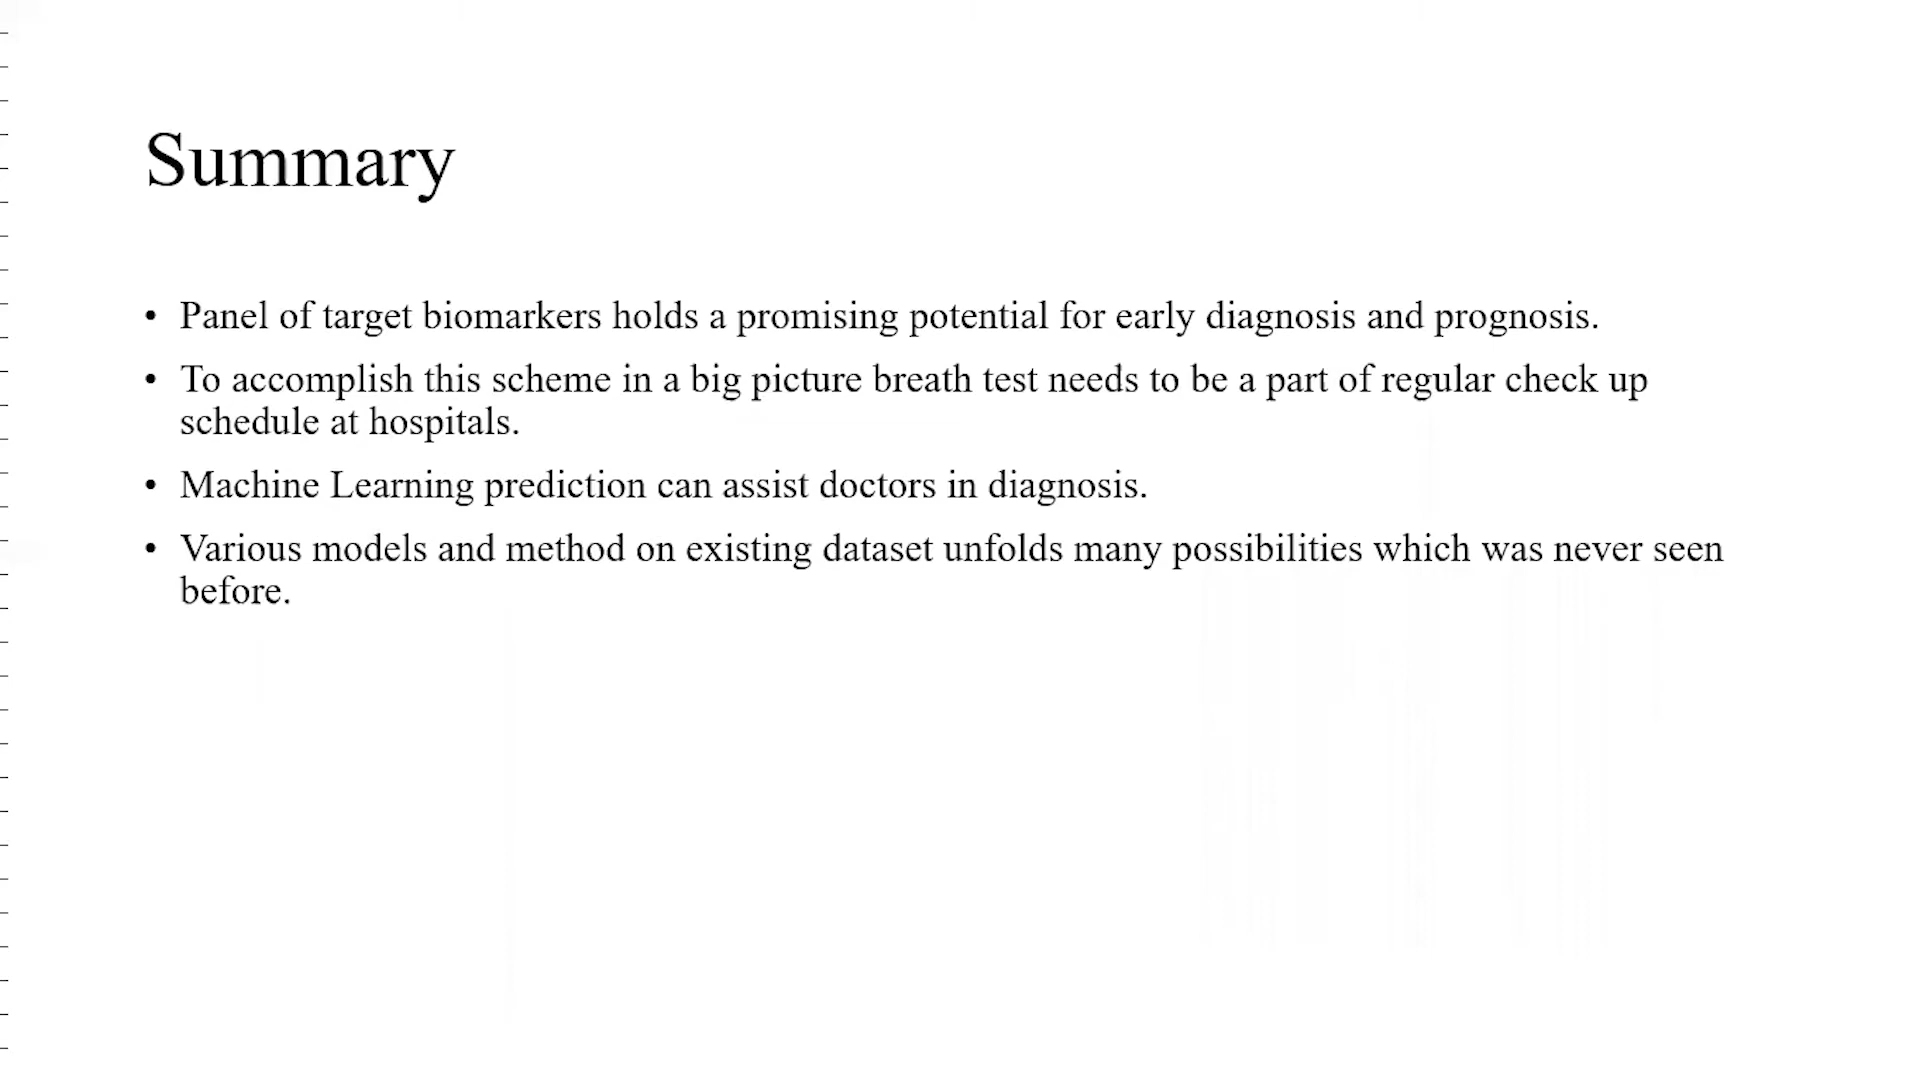 Summary
• Panel of target biomarkers holds a promising potential for early diagnosis and prognosis.
• To accomplish this scheme in a big picture breath test needs to be a part of regular check up
schedule at hospitals.
• Machine Learning prediction can assist doctors in diagnosis.
• Various models and method on existing dataset unfolds many possibilities which was never seen
before.